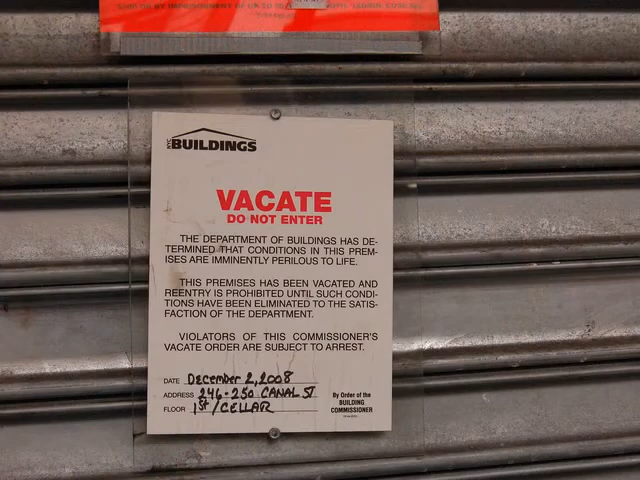 NYC BUILDINGS
VACATE
DO NOT ENTER
THE DEPARTMENT OF BUILDINGS HAS DE-
TERMINED THAT CONDITIONS IN THIS PREM-
ISES ARE IMMINENTLY PERILOUS TO LIFE.
THIS PREMISES HAS BEEN VACATED AND
REENTRY IS PROHIBITED UNTIL SUCH CONDI-
TIONS HAVE BEEN ELIMINATED TO THE SATIS-
FACTION OF THE DEPARTMENT.
VIOLATORS OF THIS COMMISSIONER'S
VACATE ORDER ARE SUBJECT TO ARREST.
DATE December 2, 2008
ADDRESS 246-250 CANAL ST
FLOOR 1st / CELLAR
By Order of the
BUILDING
COMMISSIONER